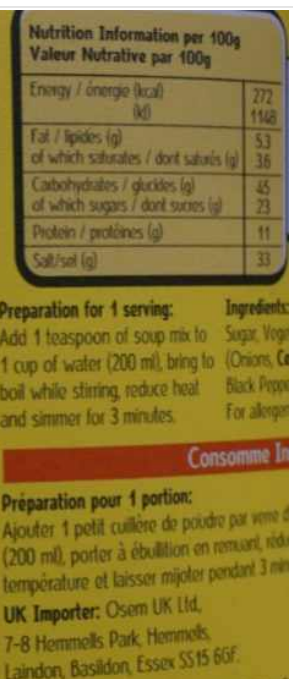 Nutrition Information per 100g
Valeur Nutrative par 100g
Energy / énergie (kcal) 272
(kJ) 1148
Fat / lipides (g) 5.3
of which saturates / dont saturés (g) 3.6
Carbohydrates / glucides (g) 45
of which sugars / dont sucres (g) 23
Protein / protéines (g) 11
Salt/sel (g) 33
Preparation for 1 serving:
Add 1 teaspoon of soup mix to
1 cup of water (200 ml), bring to
boil while stirring, reduce heat
and simmer for 3 minutes.
Ingredients:
Sugar,
(Onions,
Black
For
Consomme
Préparation pour 1 portion:
Ajouter 1 petit cuillère de poudre par verre
(200 ml), porter à ébullition en remuant,
température et laisser mijoter pendant 3
UK Importer: Osem UK Ltd,
7-8 Hemmells Park, Hemmells,
Laindon, Basildon, Essex SS15 6GF.